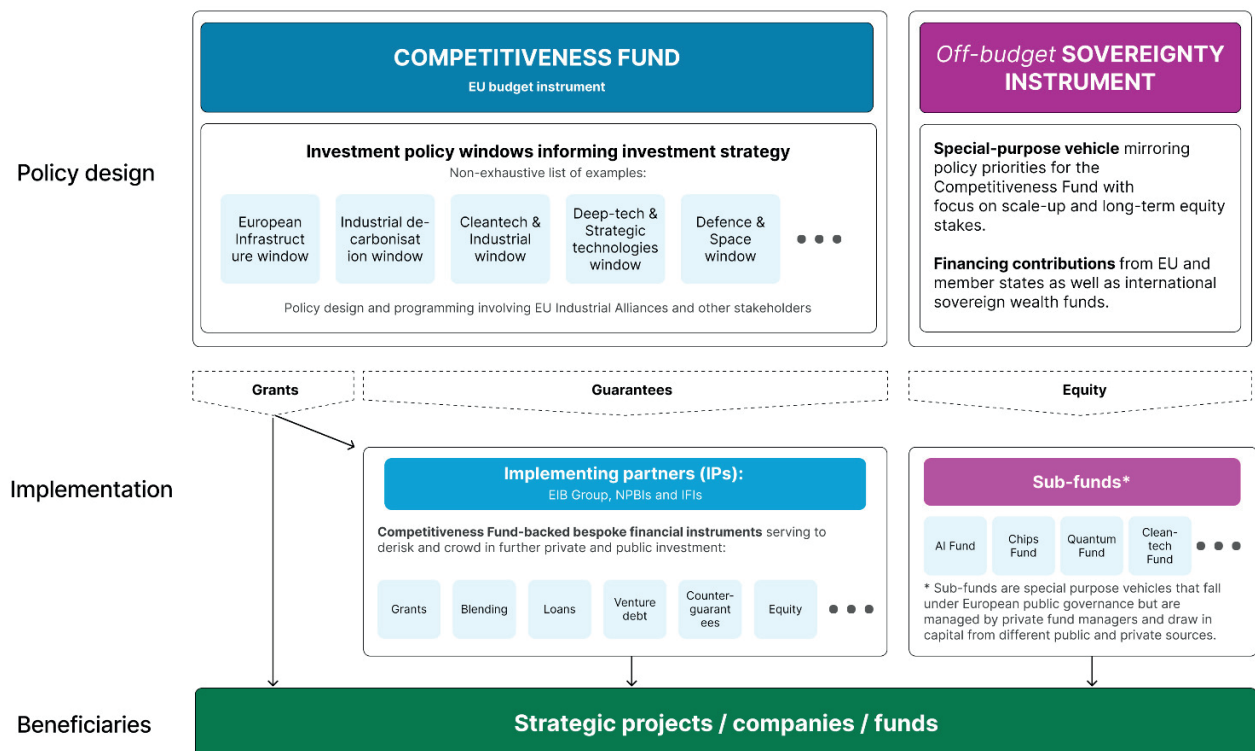 COMPETITIVENESS FUND
EU budget instrument
Off-budget SOVEREIGNTY
INSTRUMENT
Policy design
Investment policy windows informing investment strategy
Non-exhaustive list of examples:
European
Infrastruct
ure window
Industrial de-
carbonisat
ion window
Cleantech &
Industrial
window
Deep-tech &
Strategic
technologies
window
Defence &
Space
window
Policy design and programming involving EU Industrial Alliances and other stakeholders
Special-purpose vehicle mirroring
policy priorities for the
Competitiveness Fund with
focus on scale-up and long-term equity
stakes.
Financing contributions from EU and
member states as well as international
sovereign wealth funds.
Grants
Guarantees
Equity
Implementation
Implementing partners (IPs):
EIB Group, NPBIs and IFIs
Competitiveness Fund-backed bespoke financial instruments serving to
derisk and crowd in further private and public investment:
Grants
Blending
Loans
Venture
debt
Counter-
guarant
ees
Equity
Sub-funds*
AI Fund
Chips
Fund
Quantum
Fund
Clean-
tech
Fund
* Sub-funds are special purpose vehicles that fall
under European public governance but are
managed by private fund managers and draw in
capital from different public and private sources.
Beneficiaries
Strategic projects / companies / funds